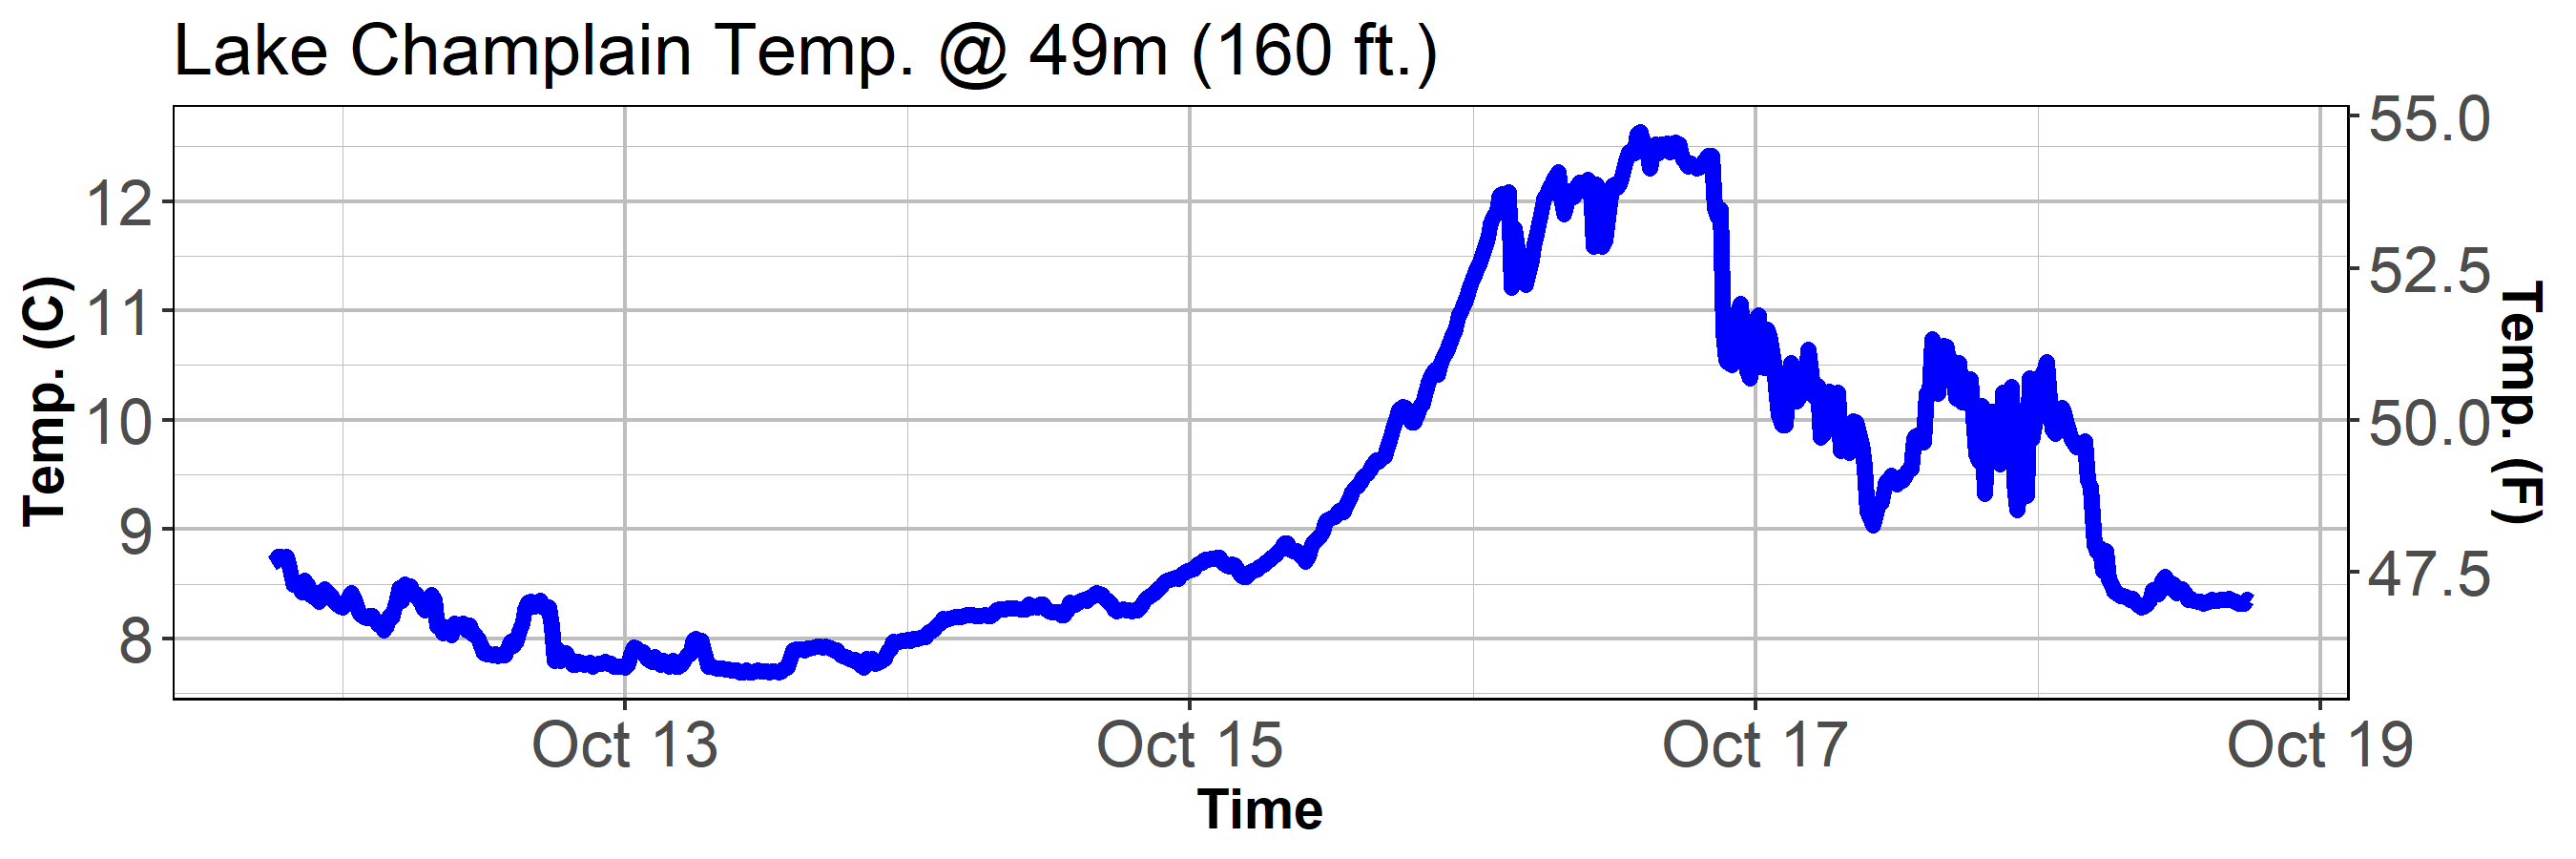 Lake Champlain Temp. @ 49m (160 ft.)
Temp. (C)
12
11
10
9
8
55.0
52.5
50.0
47.5
Temp. (F)
Oct 13 Oct 15 Oct 17 Oct 19
Time